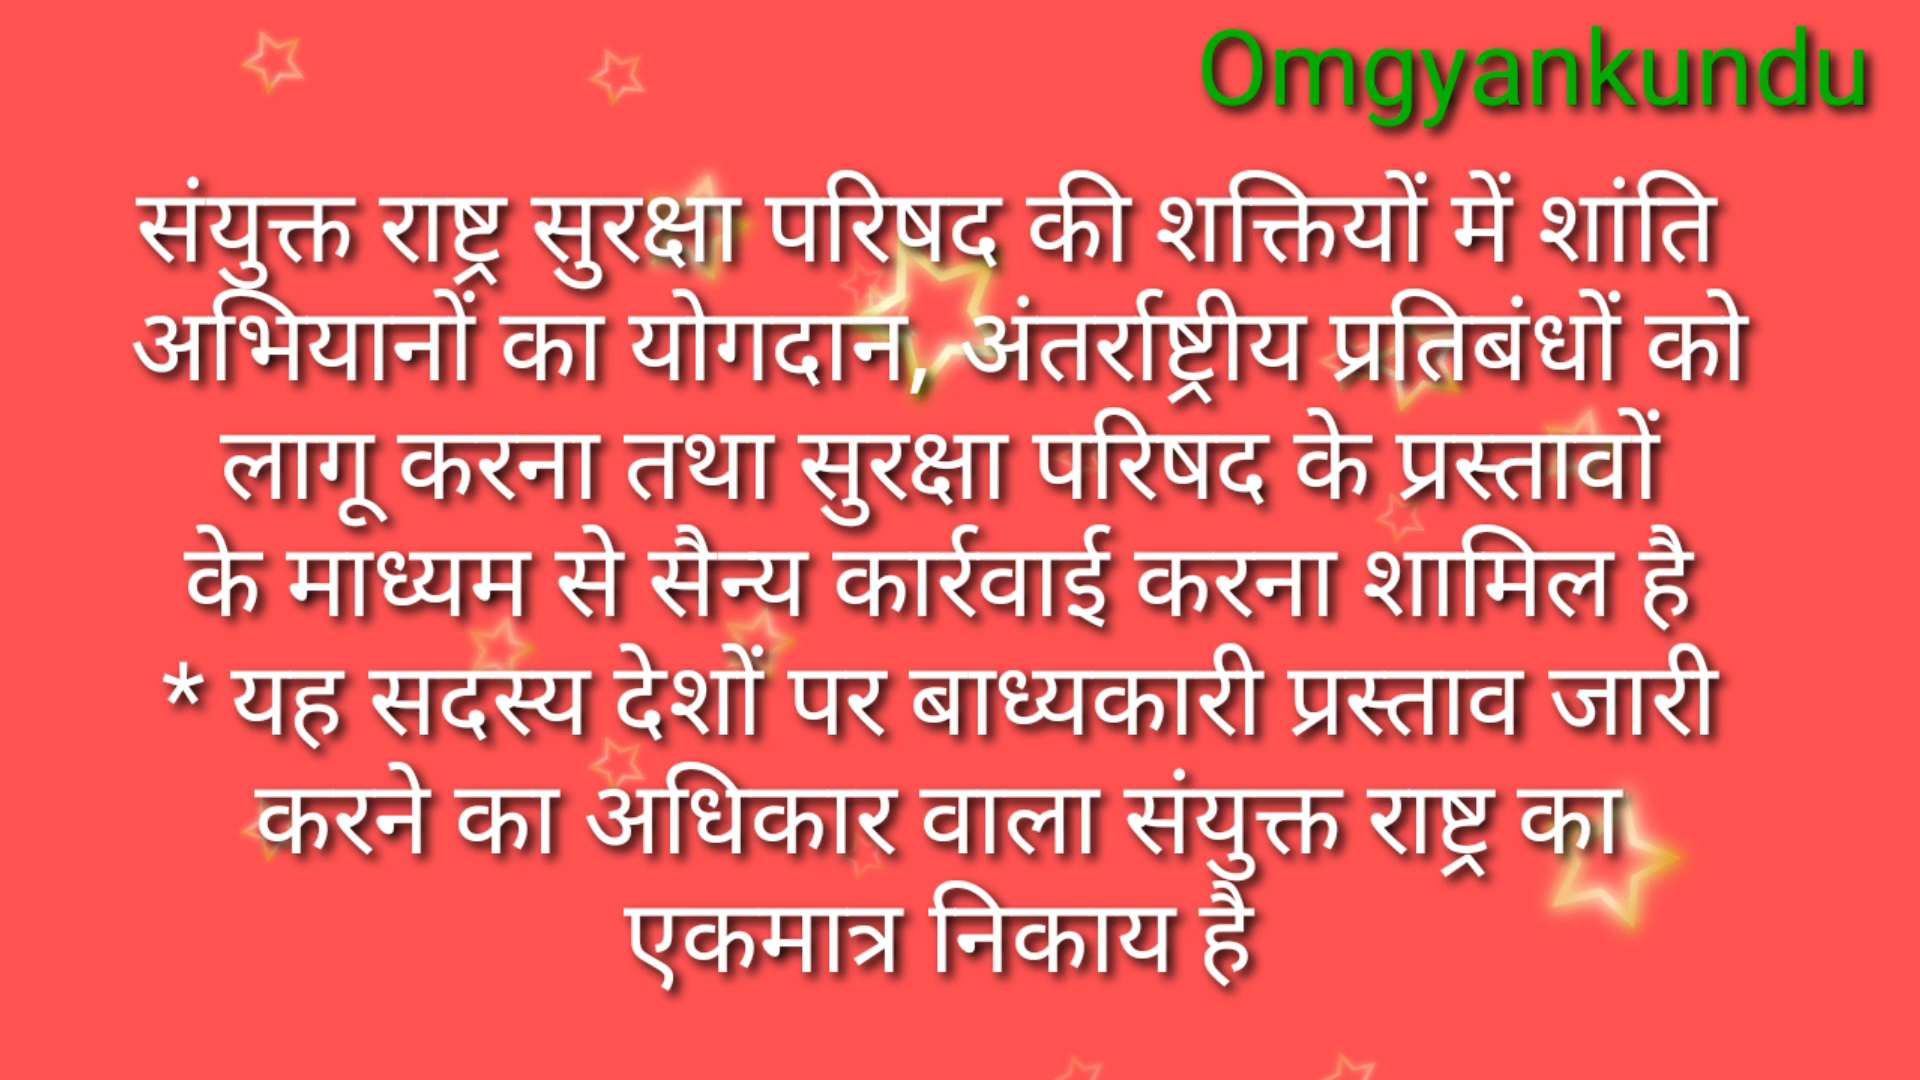 Omgyankundu
संयुक्त राष्ट्र सुरक्षा परिषद की शक्तियों में शांति
अभियानों का योगदान, अंतर्राष्ट्रीय प्रतिबंधों को
लागू करना तथा सुरक्षा परिषद के प्रस्तावों
के माध्यम से सैन्य कार्रवाई करना शामिल है
* यह सदस्य देशों पर बाध्यकारी प्रस्ताव जारी
करने का अधिकार वाला संयुक्त राष्ट्र का
एकमात्र निकाय है